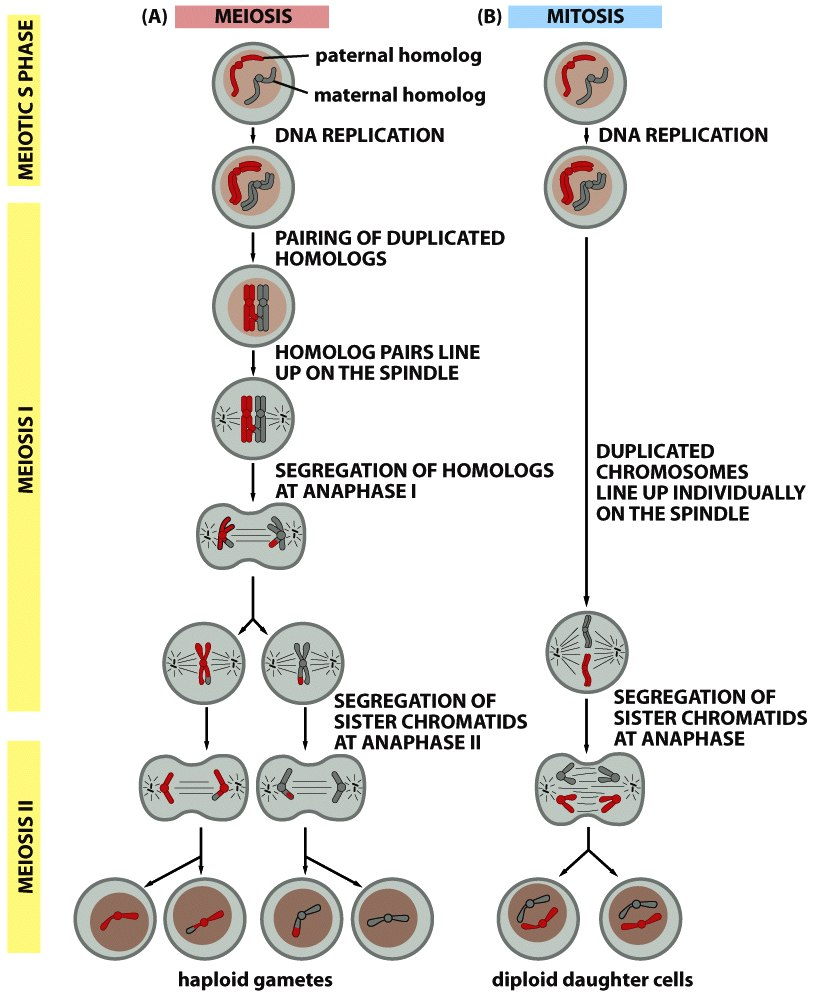 (A) MEIOSIS
(B) MITOSIS
MEIOTIC S PHASE
paternal homolog
maternal homolog
DNA REPLICATION
DNA REPLICATION
PAIRING OF DUPLICATED
HOMOLOGS
HOMOLOG PAIRS LINE
UP ON THE SPINDLE
MEIOSIS I
SEGREGATION OF HOMOLOGS
AT ANAPHASE I
DUPLICATED
CHROMOSOMES
LINE UP INDIVIDUALLY
ON THE SPINDLE
SEGREGATION OF
SISTER CHROMATIDS
AT ANAPHASE II
SEGREGATION OF
SISTER CHROMATIDS
AT ANAPHASE
MEIOSIS II
haploid gametes
diploid daughter cells